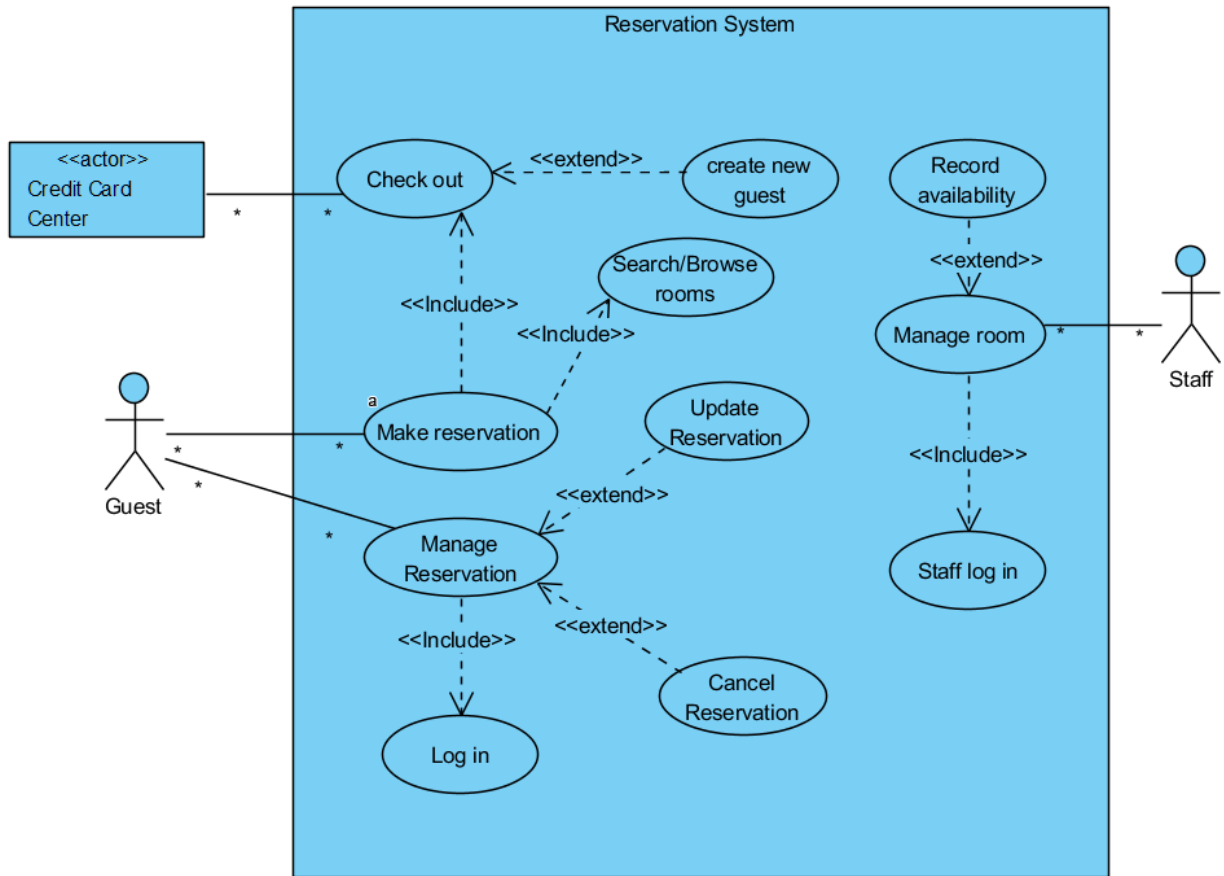 Reservation System
<<actor>>
Credit Card
Center
*
*
Check out
<<extend>>
create new
guest
Record
availability
<<extend>>
Search/Browse
rooms
<<Include>>
<<Include>>
Manage room
*
*
Staff
a
Make reservation
*
*
Guest
*
*
Update
Reservation
<<extend>>
<<Include>>
Manage
Reservation
Staff log in
<<Include>>
<<extend>>
Cancel
Reservation
Log in